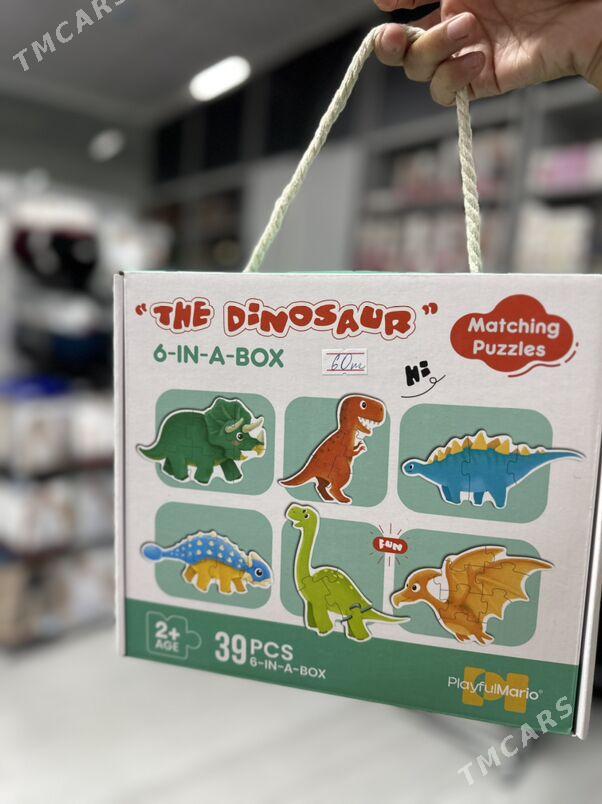 TMCARS
"THE DINOSAUR"
6-IN-A-BOX
60m
Hi
Matching
Puzzles
FUN
2+
AGE
39 PCS
6-IN-A-BOX
PlayfulMario®
TMCARS